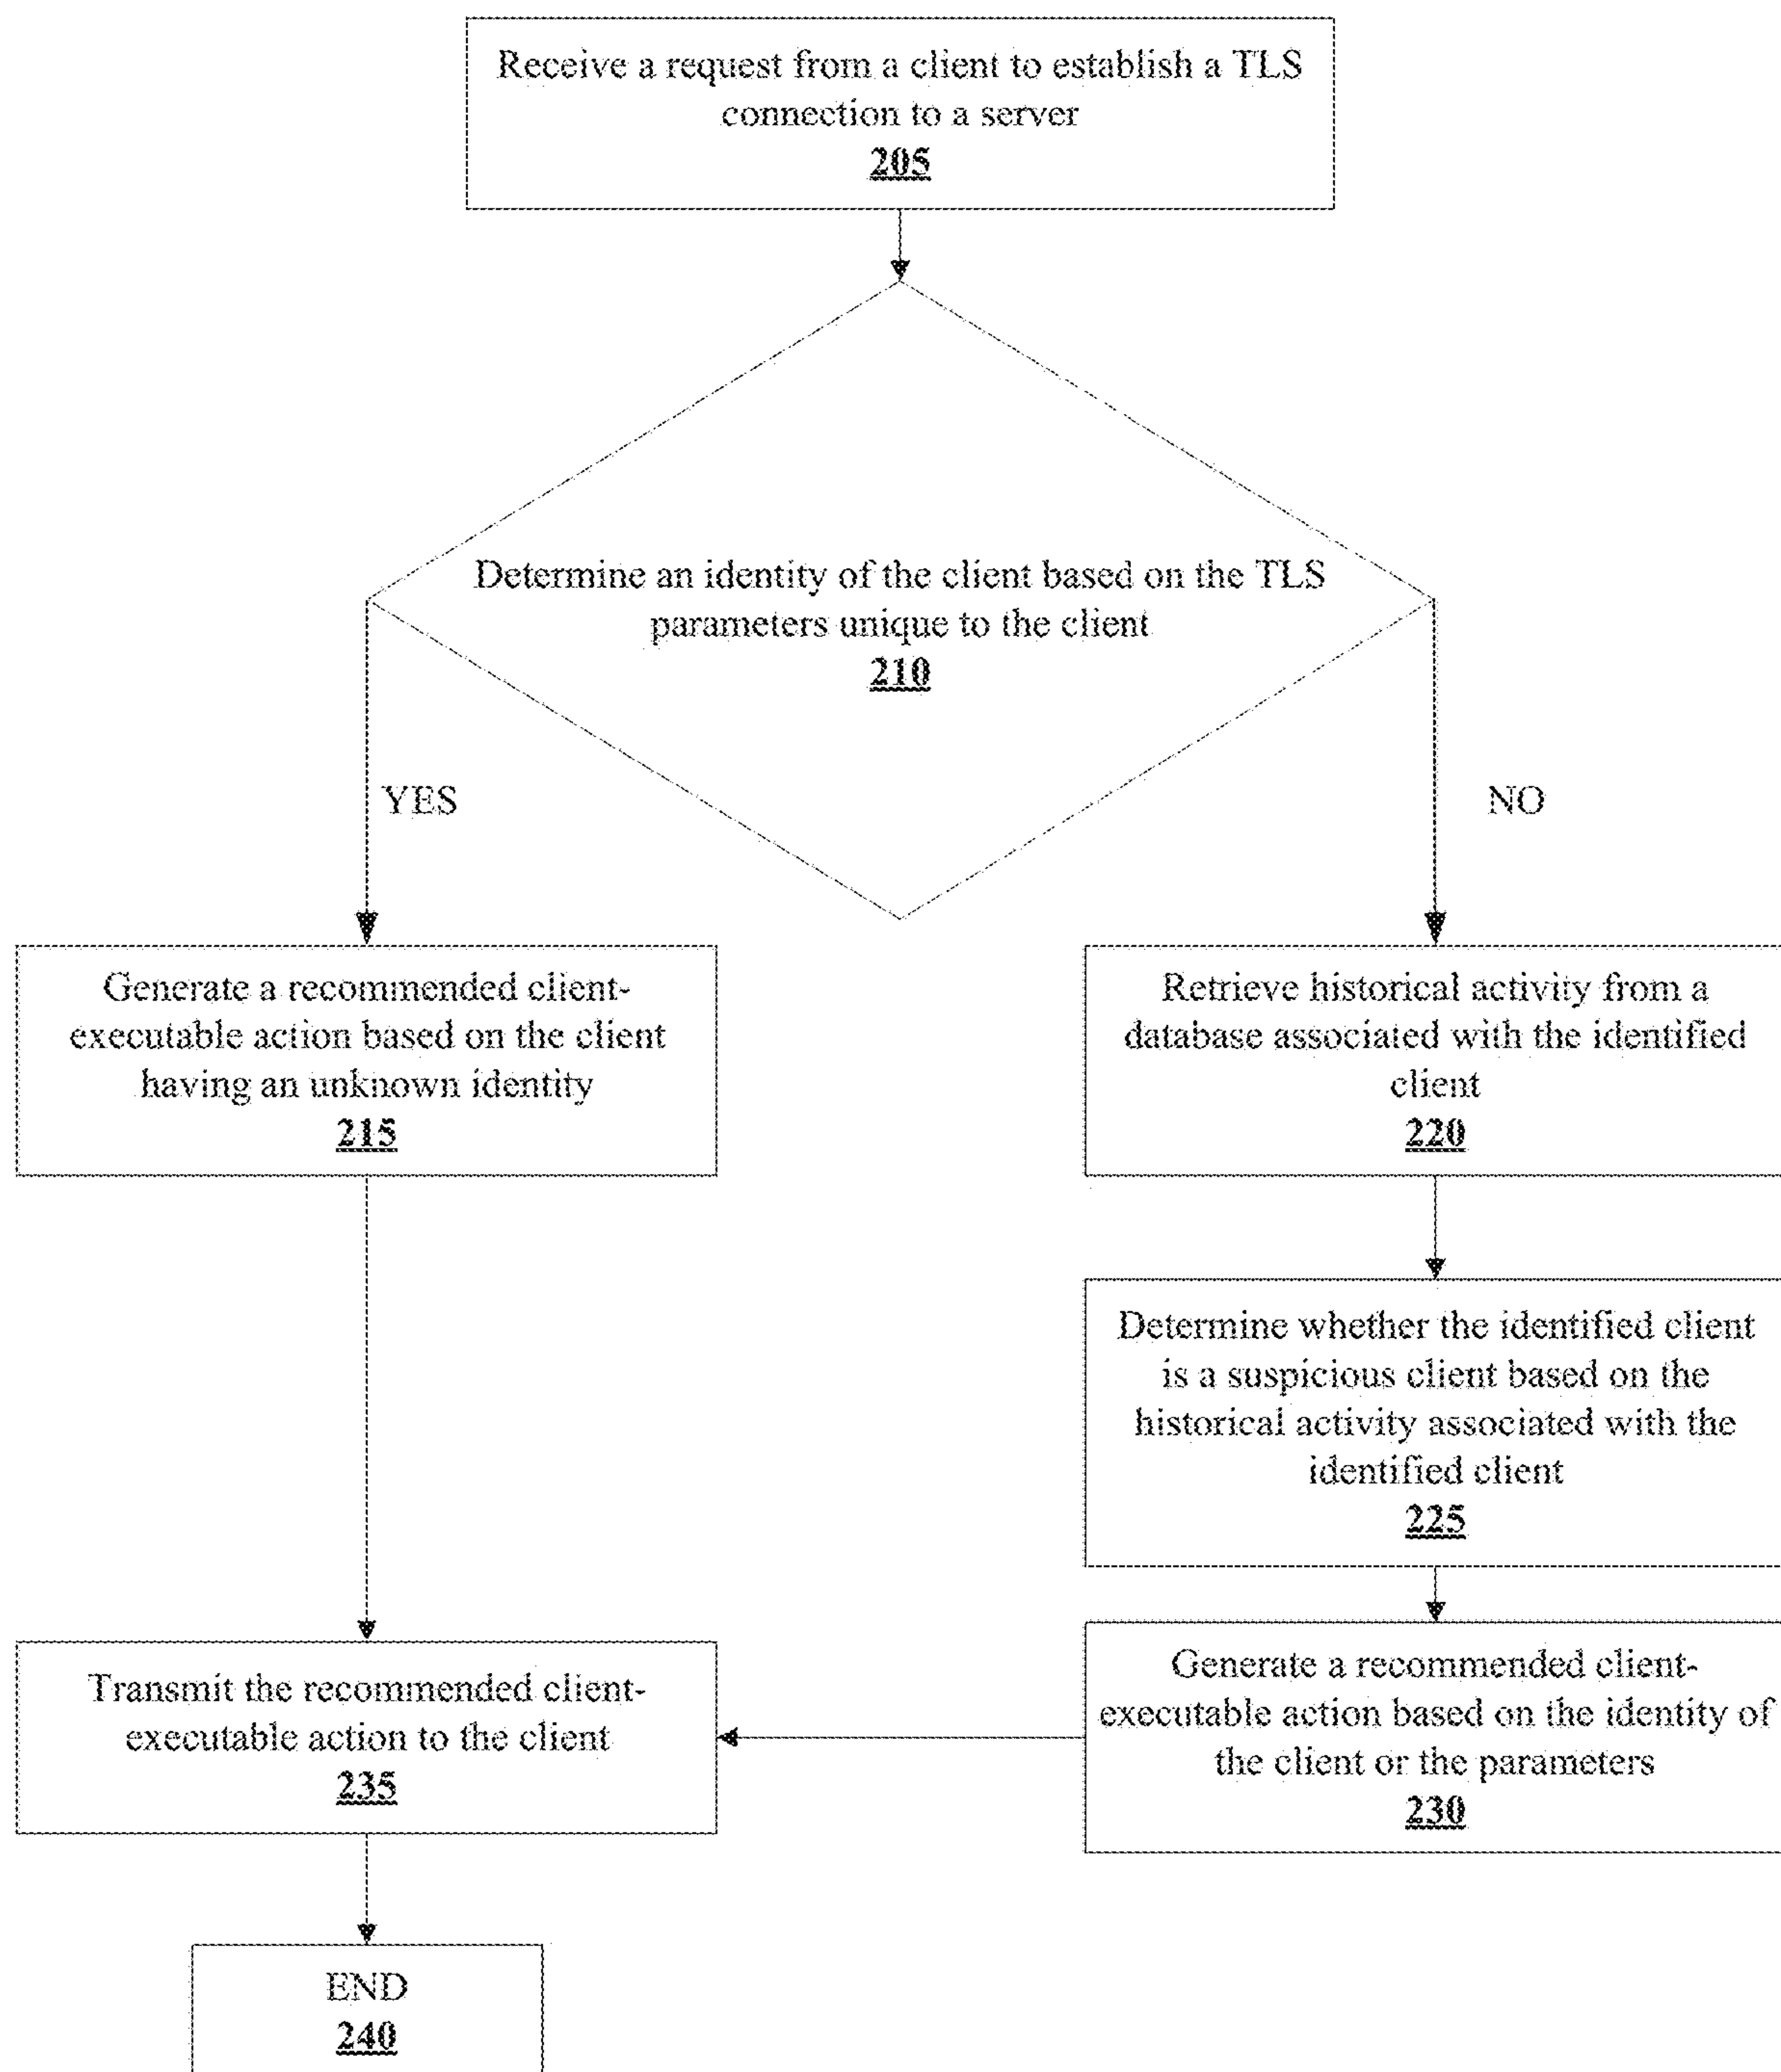 Receive a request from a client to establish a TLS
connection to a server
205
Determine an identity of the client based on the TLS
parameters unique to the client
210
YES
NO
Generate a recommended client-
executable action based on the client
having an unknown identity
215
Retrieve historical activity from a
database associated with the identified
client
220
Determine whether the identified client
is a suspicious client based on the
historical activity associated with the
identified client
225
Transmit the recommended client-
executable action to the client
235
Generate a recommended client-
executable action based on the identity of
the client or the parameters
230
END
240